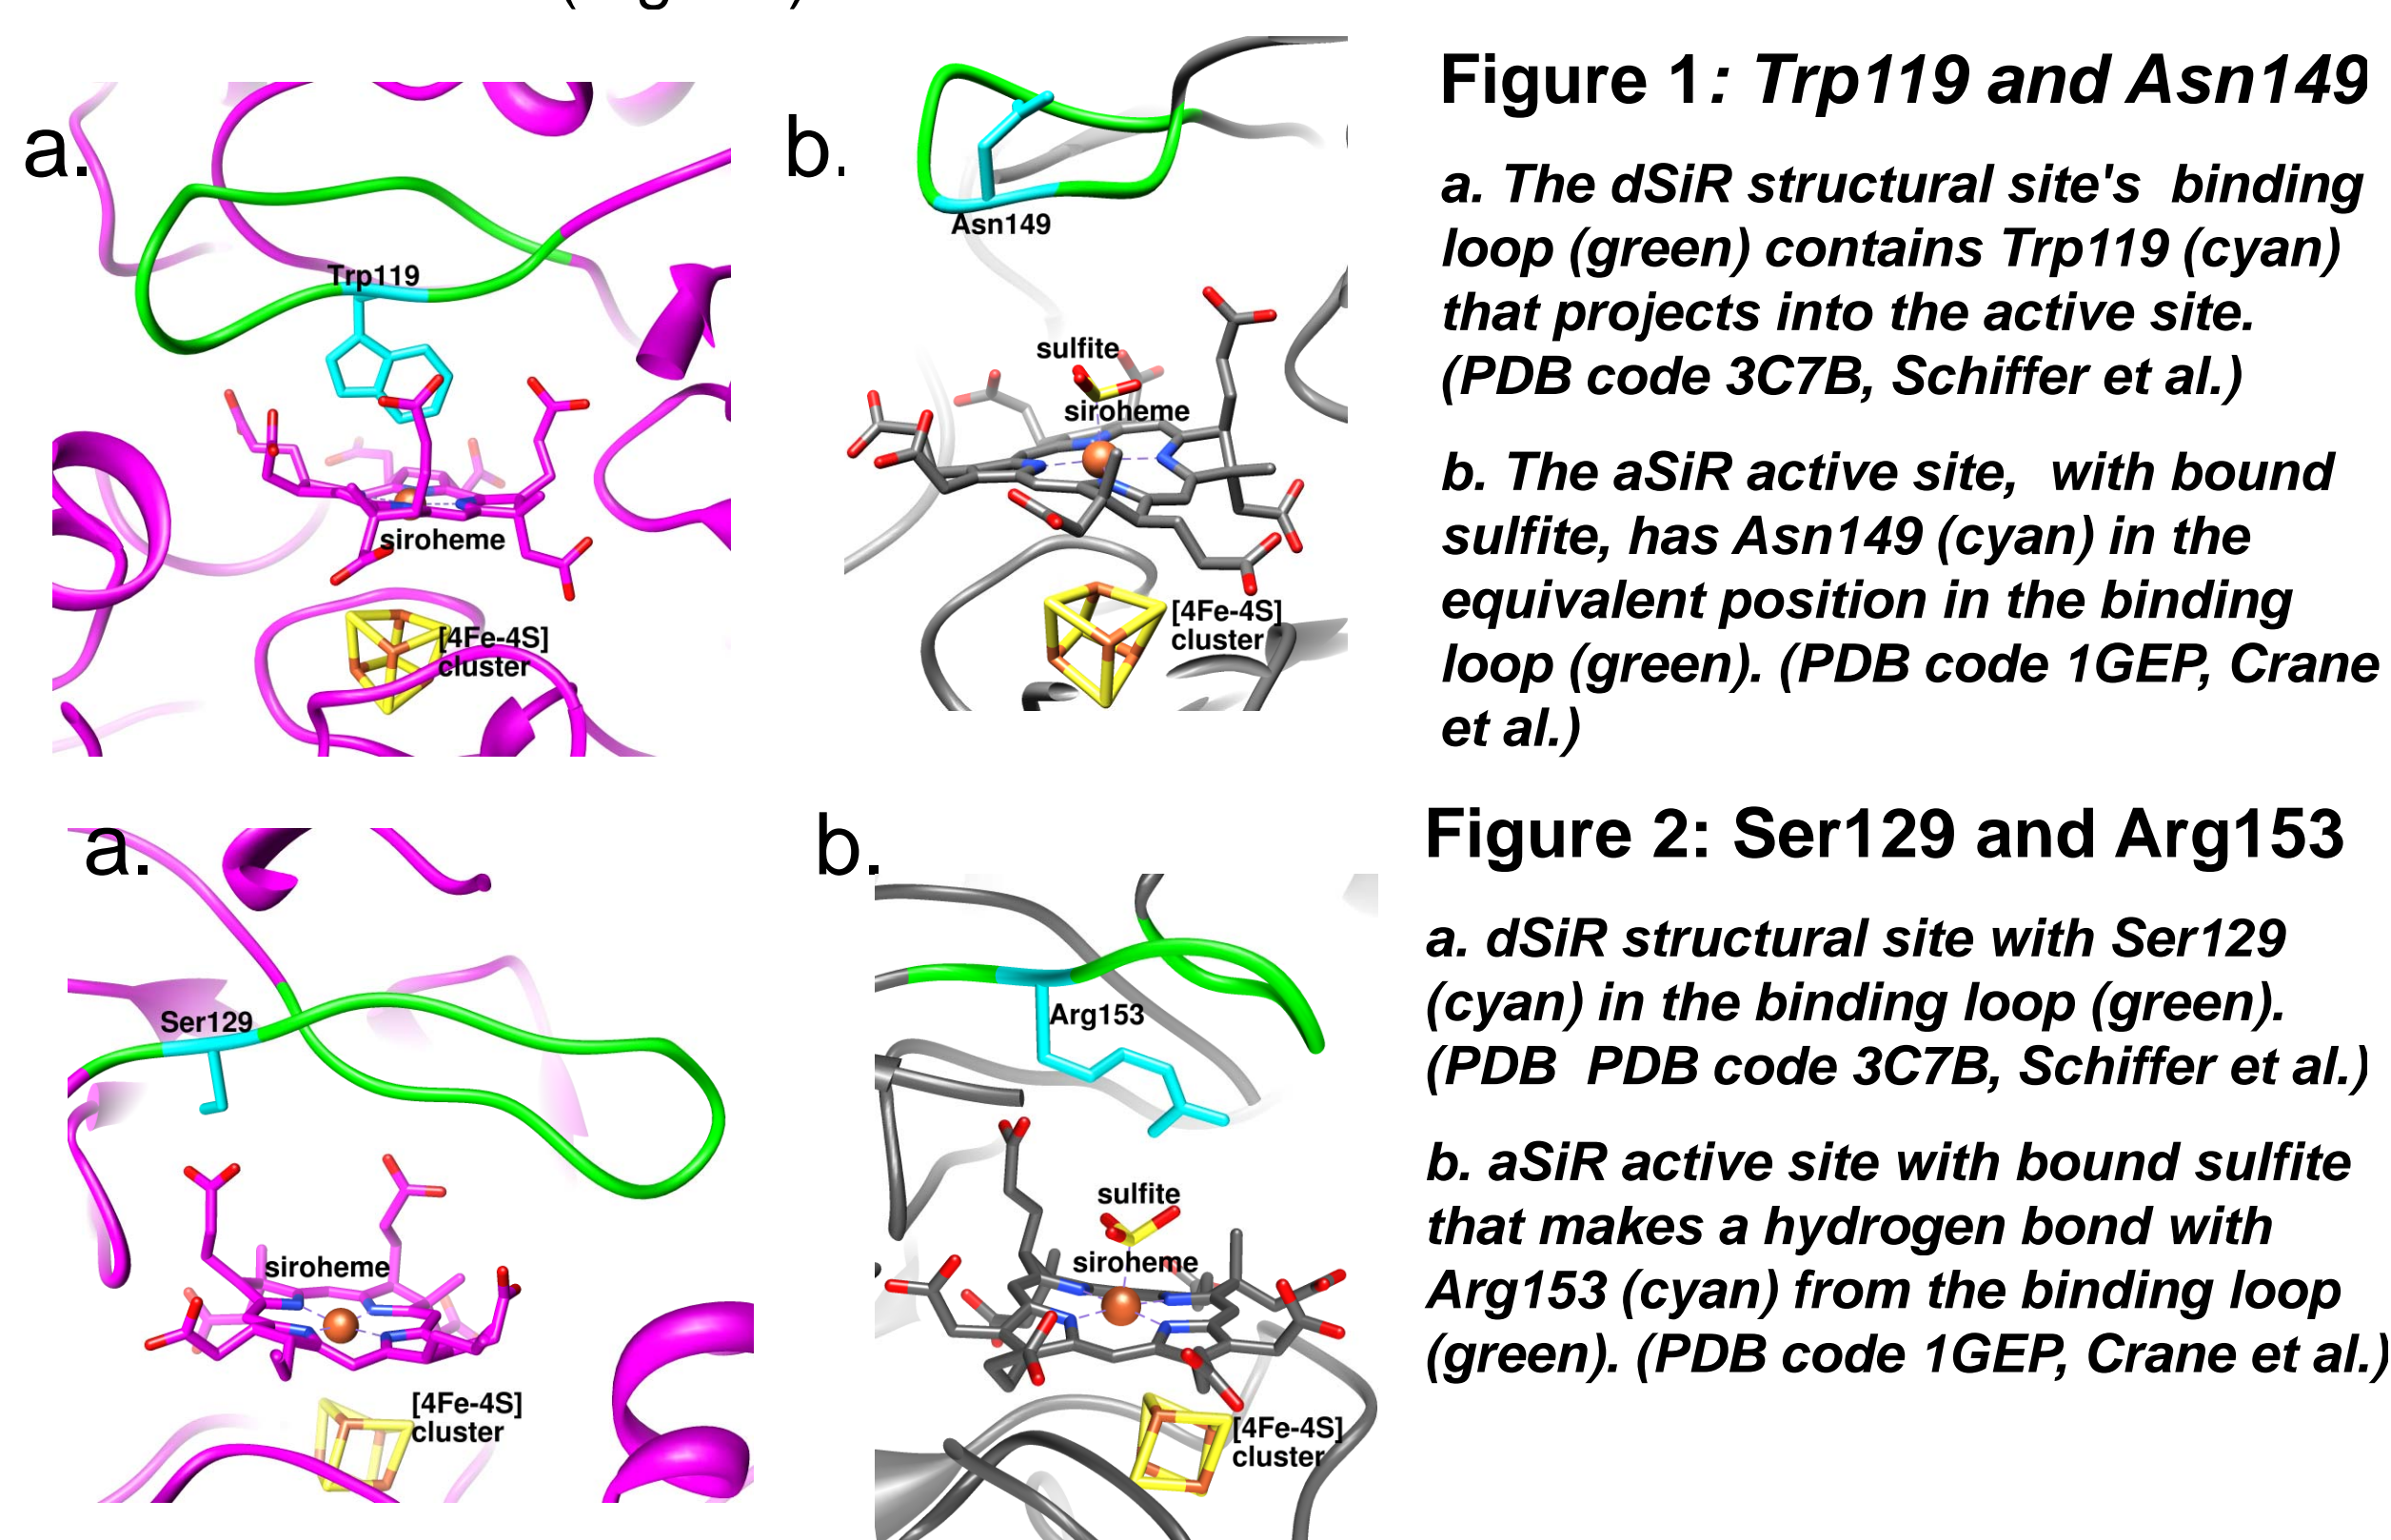 a.
Trp119
siroheme
[4Fe-4S]
cluster
b.
Asn149
sulfite
siroheme
[4Fe-4S]
cluster
Figure 1: Trp119 and Asn149
a. The dSiR structural site's  binding
loop (green) contains Trp119 (cyan)
that projects into the active site.
(PDB code 3C7B, Schiffer et al.)
b. The aSiR active site,  with bound
sulfite, has Asn149 (cyan) in the
equivalent position in the binding
loop (green). (PDB code 1GEP, Crane
et al.)
a.
Ser129
siroheme
[4Fe-4S]
cluster
b.
Arg153
sulfite
siroheme
[4Fe-4S]
cluster
Figure 2: Ser129 and Arg153
a. dSiR structural site with Ser129
(cyan) in the binding loop (green).
(PDB  PDB code 3C7B, Schiffer et al.)
b. aSiR active site with bound sulfite
that makes a hydrogen bond with
Arg153 (cyan) from the binding loop
(green). (PDB code 1GEP, Crane et al.)